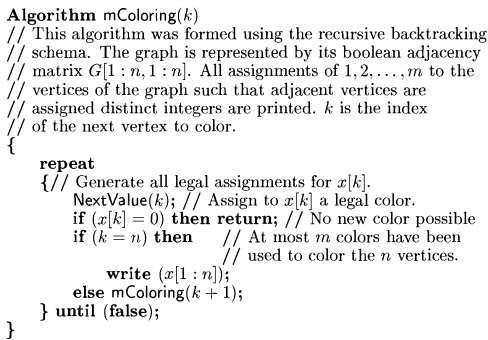 Algorithm mColoring(k)
// This algorithm was formed using the recursive backtracking
// schema. The graph is represented by its boolean adjacency
// matrix G[1 : n, 1 : n]. All assignments of 1, 2, . . . , m to the
// vertices of the graph such that adjacent vertices are
// assigned distinct integers are printed. k is the index
// of the next vertex to color.
{
repeat
{// Generate all legal assignments for x[k].
NextValue(k); // Assign to x[k] a legal color.
if (x[k] = 0) then return; // No new color possible
if (k = n) then // At most m colors have been
// used to color the n vertices.
write (x[1 : n]);
else mColoring(k + 1);
} until (false);
}